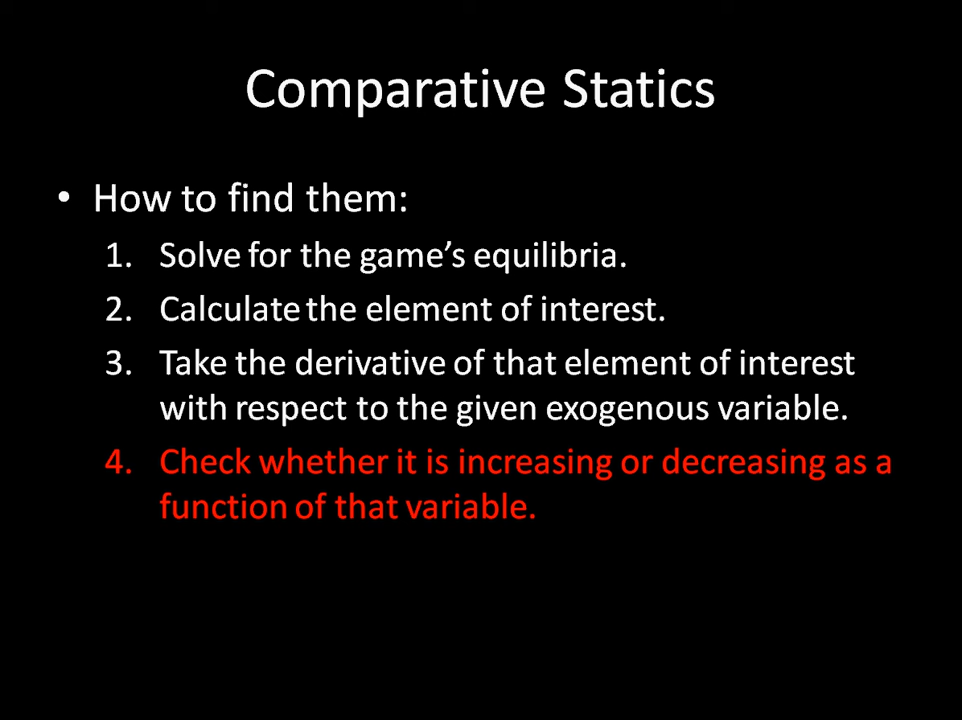 Comparative Statics
• How to find them:
1. Solve for the game’s equilibria.
2. Calculate the element of interest.
3. Take the derivative of that element of interest
with respect to the given exogenous variable.
4. Check whether it is increasing or decreasing as a
function of that variable.